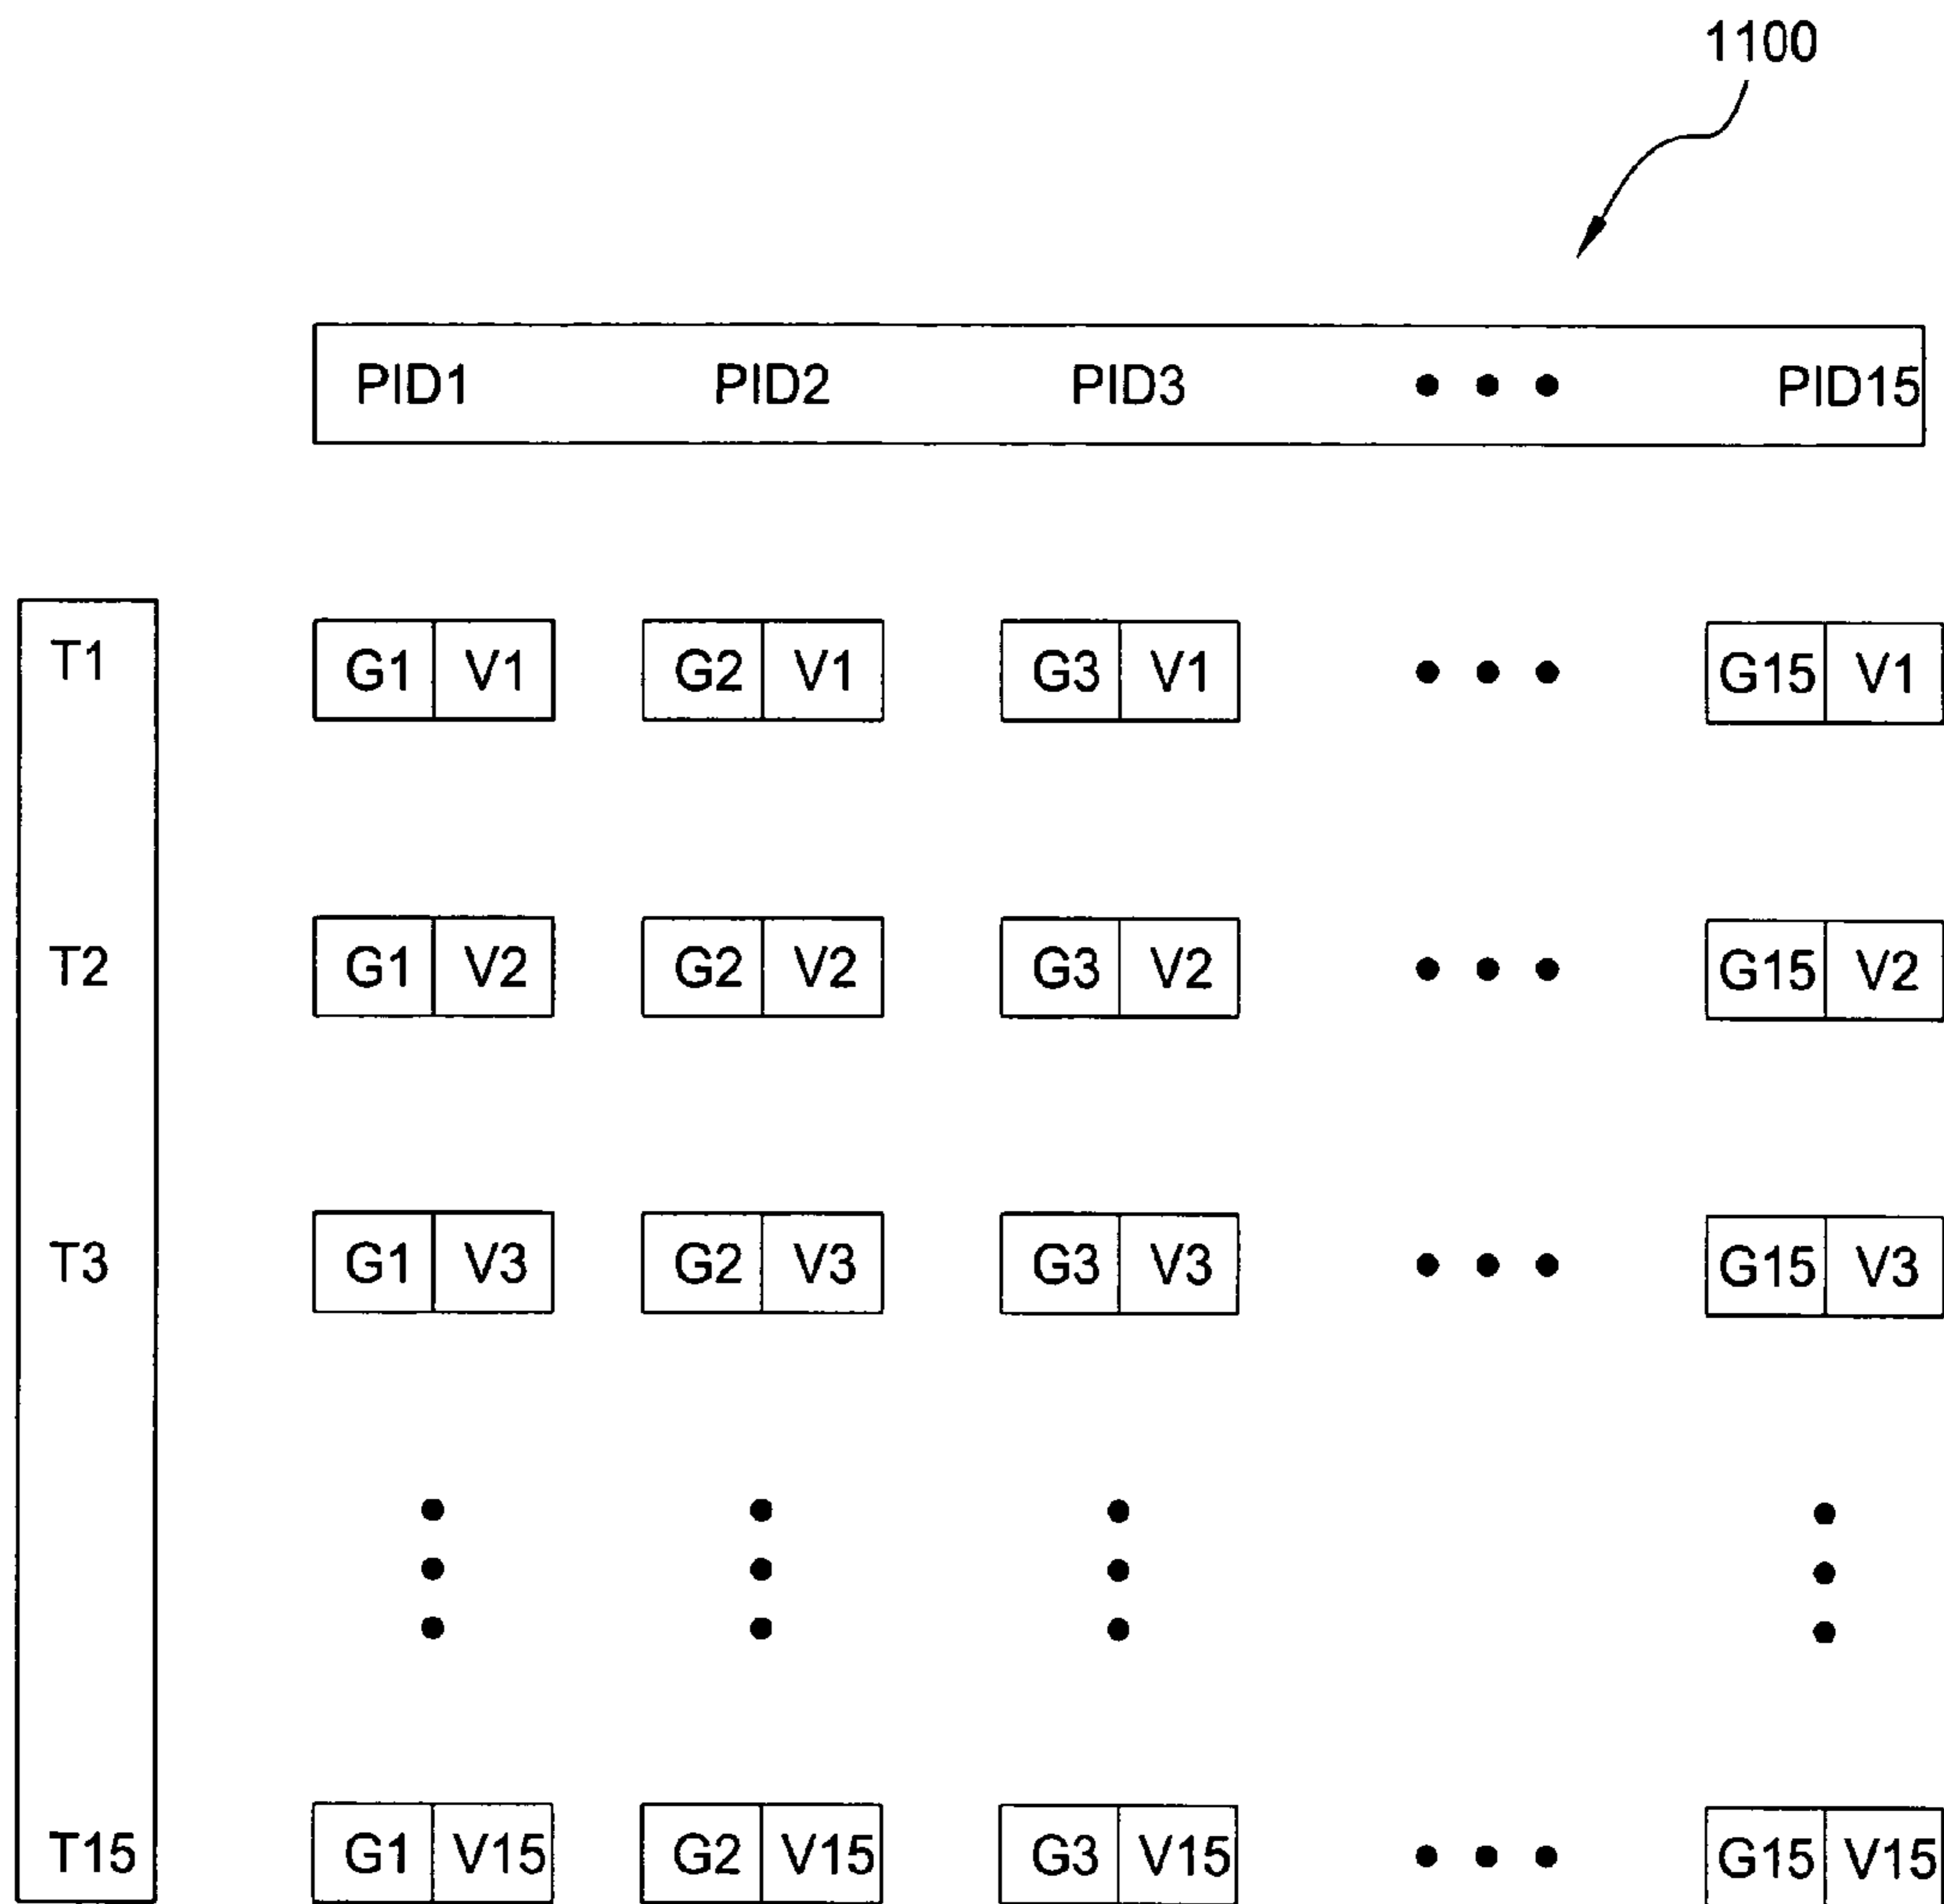 1100
PID1 PID2 PID3 • • • PID15
T1 G1 V1 G2 V1 G3 V1 • • • G15 V1
T2 G1 V2 G2 V2 G3 V2 • • • G15 V2
T3 G1 V3 G2 V3 G3 V3 • • • G15 V3
T15 G1 V15 G2 V15 G3 V15 • • • G15 V15